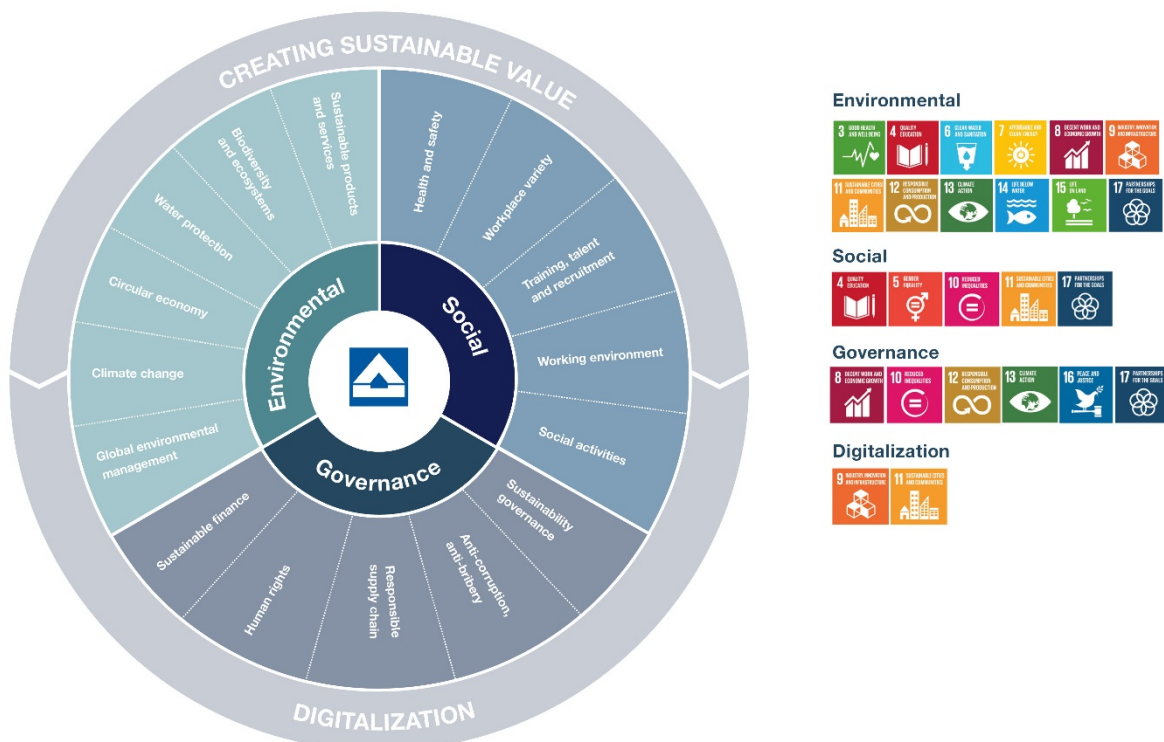 CREATING SUSTAINABLE VALUE
Sustainable products
and services
Biodiversity
and ecosystems
Water protection
Circular economy
Climate change
Global environmental
management
Health and safety
Workplace variety
Training, talent
and recruitment
Working environment
Social activities
Sustainability
governance
Anti-corruption,
anti-bribery
Responsible
supply chain
Human rights
Sustainable finance
Environmental
Social
Governance
DIGITALIZATION
Environmental
3 GOOD HEALTH
AND WELL-BEING
4 QUALITY
EDUCATION
6 CLEAN WATER
AND SANITATION
7 AFFORDABLE AND
CLEAN ENERGY
8 DECENT WORK AND
ECONOMIC GROWTH
9 INDUSTRY, INNOVATION
AND INFRASTRUCTURE
11 SUSTAINABLE CITIES
AND COMMUNITIES
12 RESPONSIBLE
CONSUMPTION
AND PRODUCTION
13 CLIMATE
ACTION
14 LIFE BELOW
WATER
15 LIFE
ON LAND
17 PARTNERSHIPS
FOR THE GOALS
Social
4 QUALITY
EDUCATION
5 GENDER
EQUALITY
10 REDUCED
INEQUALITIES
11 SUSTAINABLE CITIES
AND COMMUNITIES
17 PARTNERSHIPS
FOR THE GOALS
Governance
8 DECENT WORK AND
ECONOMIC GROWTH
10 REDUCED
INEQUALITIES
12 RESPONSIBLE
CONSUMPTION
AND PRODUCTION
13 CLIMATE
ACTION
16 PEACE AND
JUSTICE
17 PARTNERSHIPS
FOR THE GOALS
Digitalization
9 INDUSTRY, INNOVATION
AND INFRASTRUCTURE
11 SUSTAINABLE CITIES
AND COMMUNITIES